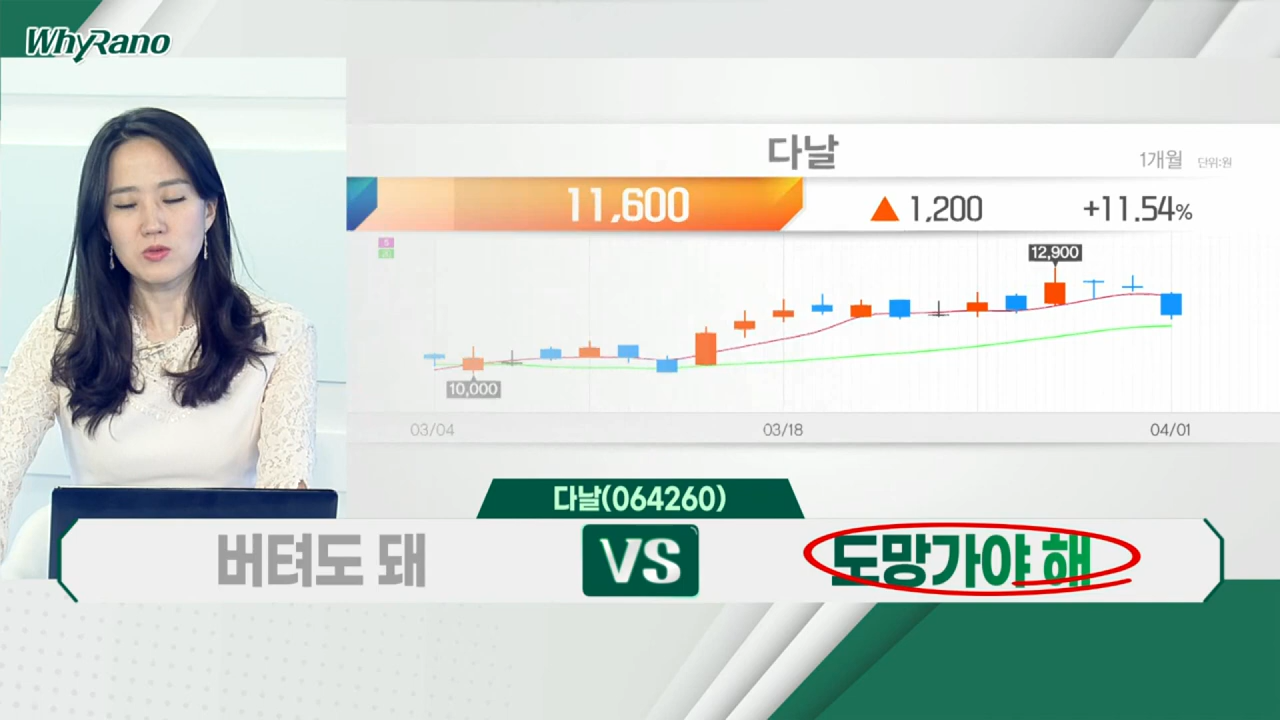 WhyRano
다날
1개월 단위:원
11,600 ▲ 1,200 +11.54%
5
20
12,900
10,000
03/04 03/18 04/01
다날(064260)
버텨도 돼 VS 도망가야 해